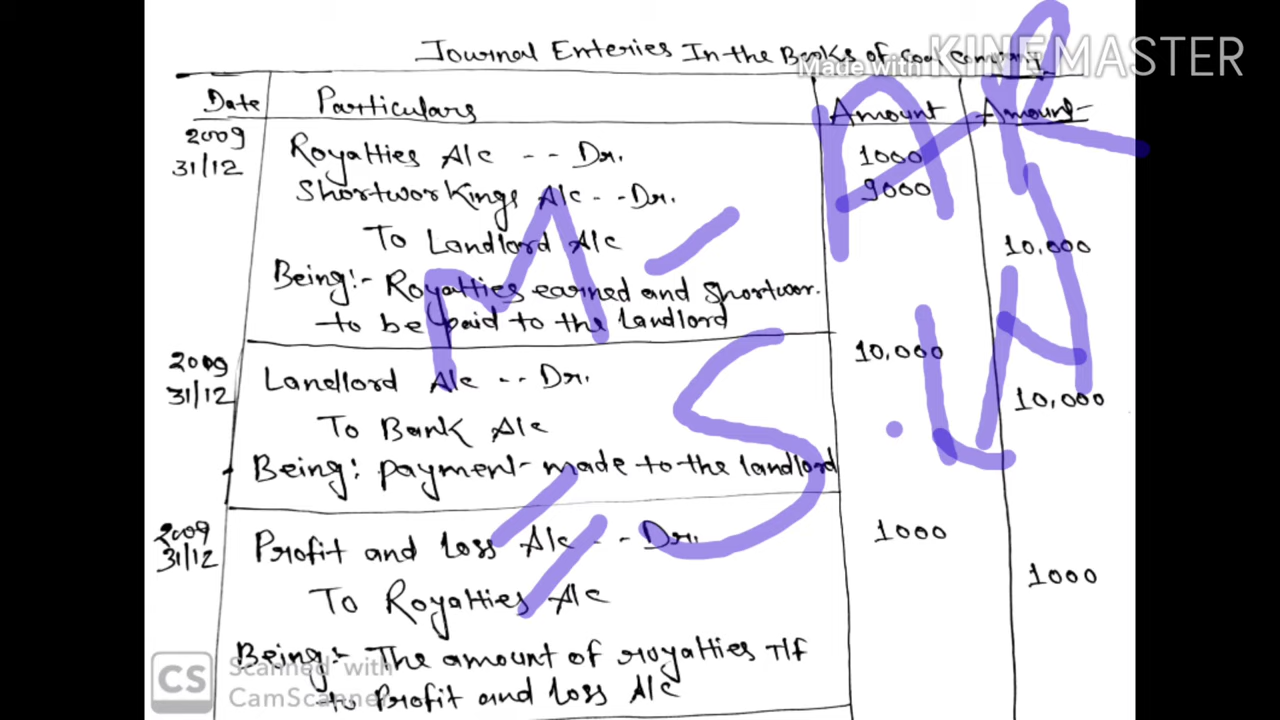 Journal Enteries In the Books of Coal Company
Made with KINEMASTER
Date Particulars Amount Amount
2009
31/12 Royalties A/c -- Dr. 1000
Shortworkings A/c - -Dr. 9000
To Landlord A/c 10,000
Being:- Royalties earned and Shortwor.
to be paid to the landlord
2009
31/12 Landlord A/c -- Dr. 10,000
To Bank A/c 10,000
Being: payment made to the landlord
2009
31/12 Profit and loss A/c - - Dr. 1000
To Royalties A/c 1000
Being:- The amount of royalties T/f
to Profit and loss A/c
CS Scanned with
CamScanner